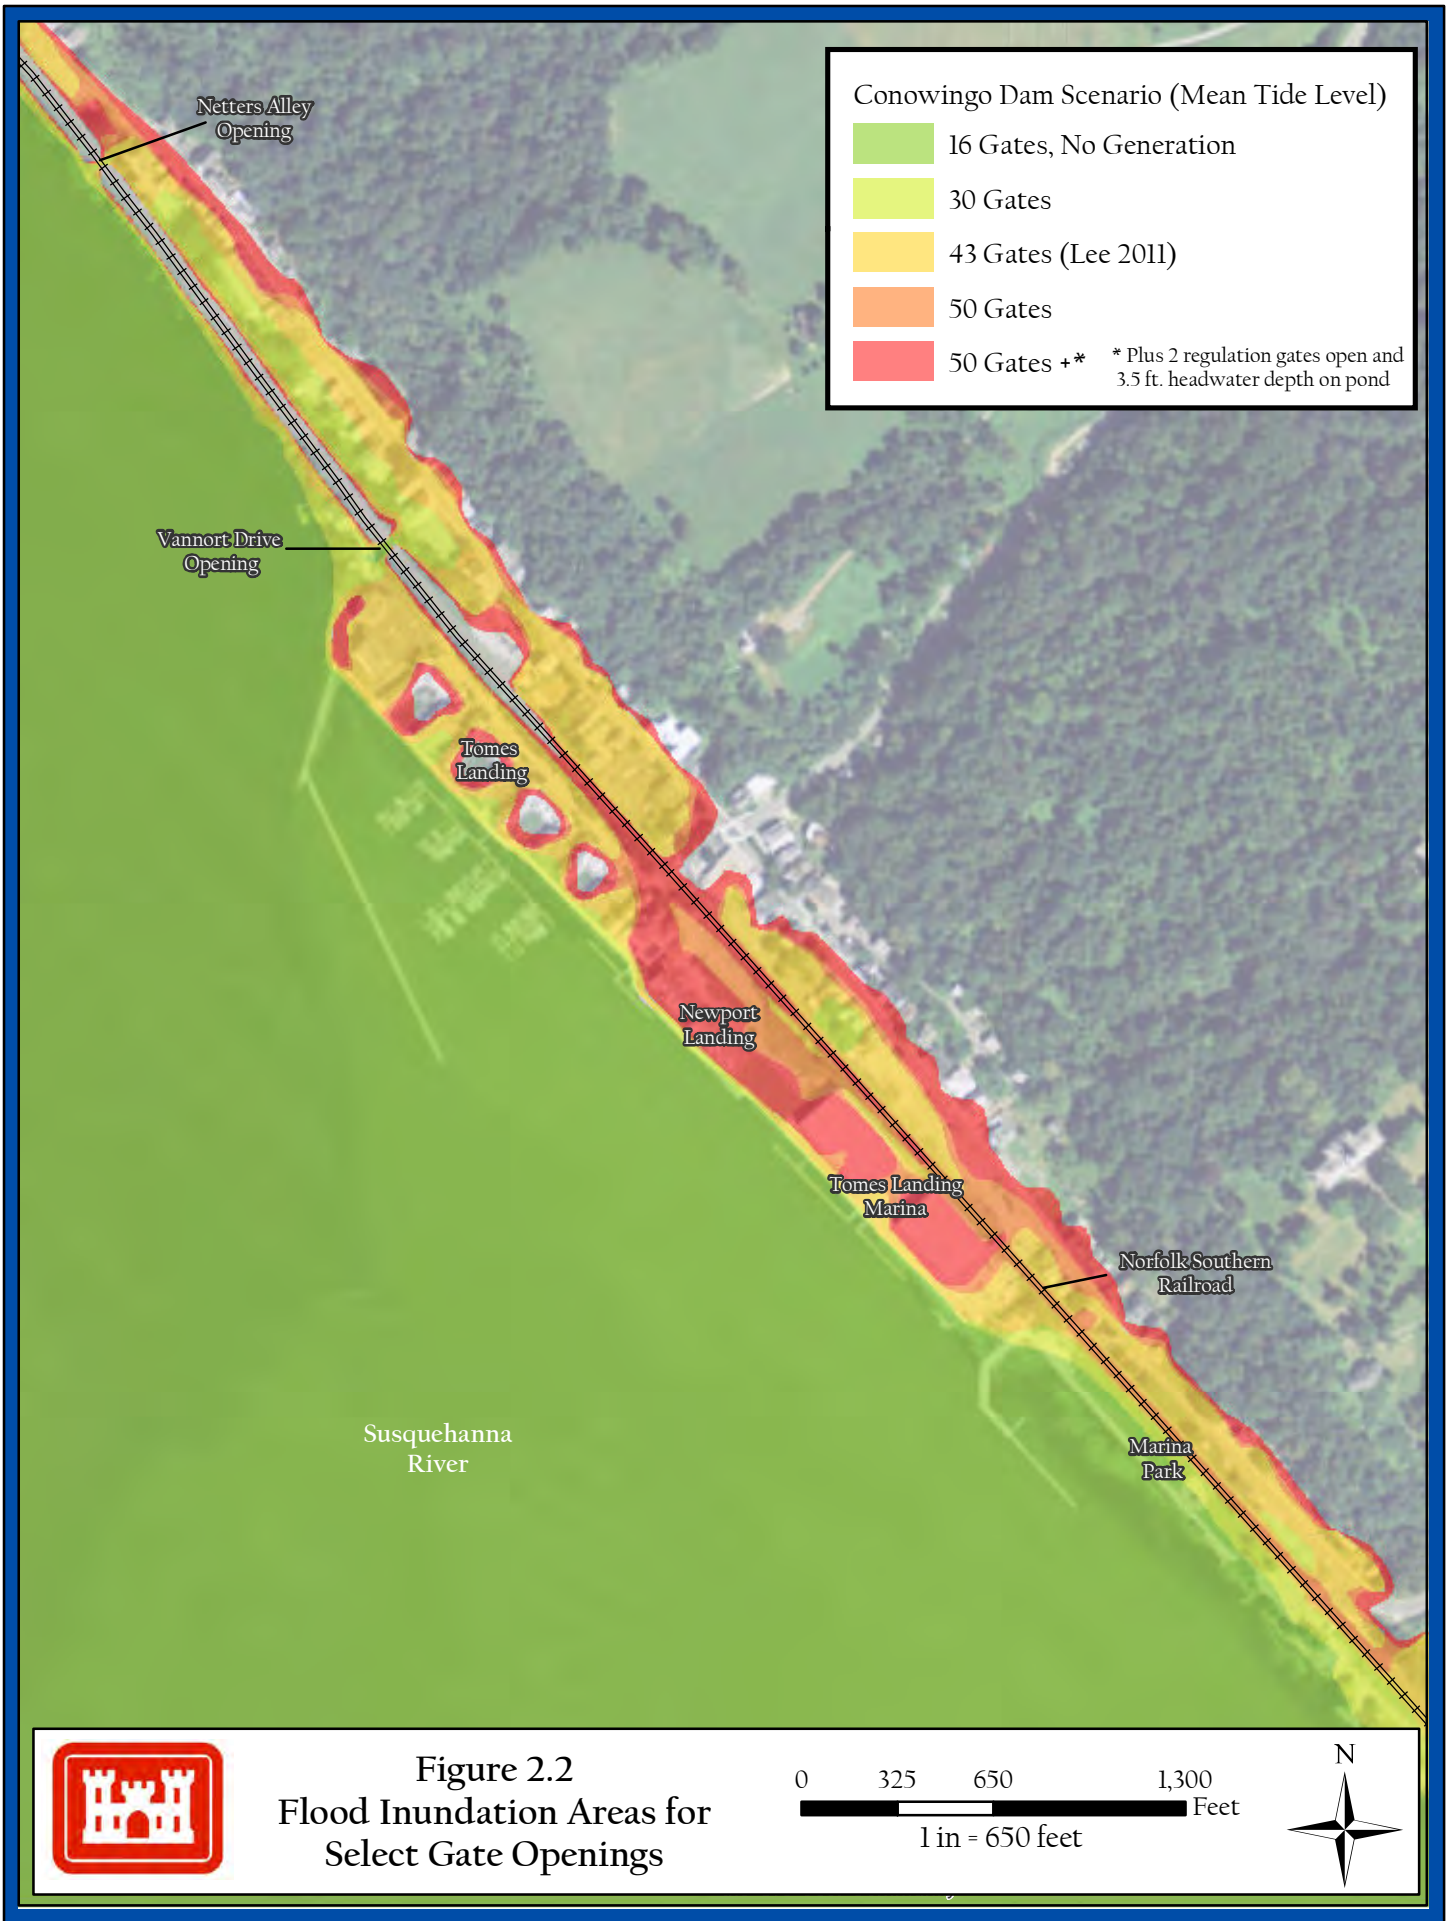 Netters Alley
Opening
Conowingo Dam Scenario (Mean Tide Level)
16 Gates, No Generation
30 Gates
43 Gates (Lee 2011)
50 Gates
50 Gates +*
* Plus 2 regulation gates open and
3.5 ft. headwater depth on pond
Vannort Drive
Opening
Tomes
Landing
Newport
Landing
Tomes Landing
Marina
Norfolk Southern
Railroad
Susquehanna
River
Marina
Park
Figure 2.2
Flood Inundation Areas for
Select Gate Openings
0 325 650 1,300
Feet
1 in = 650 feet
N